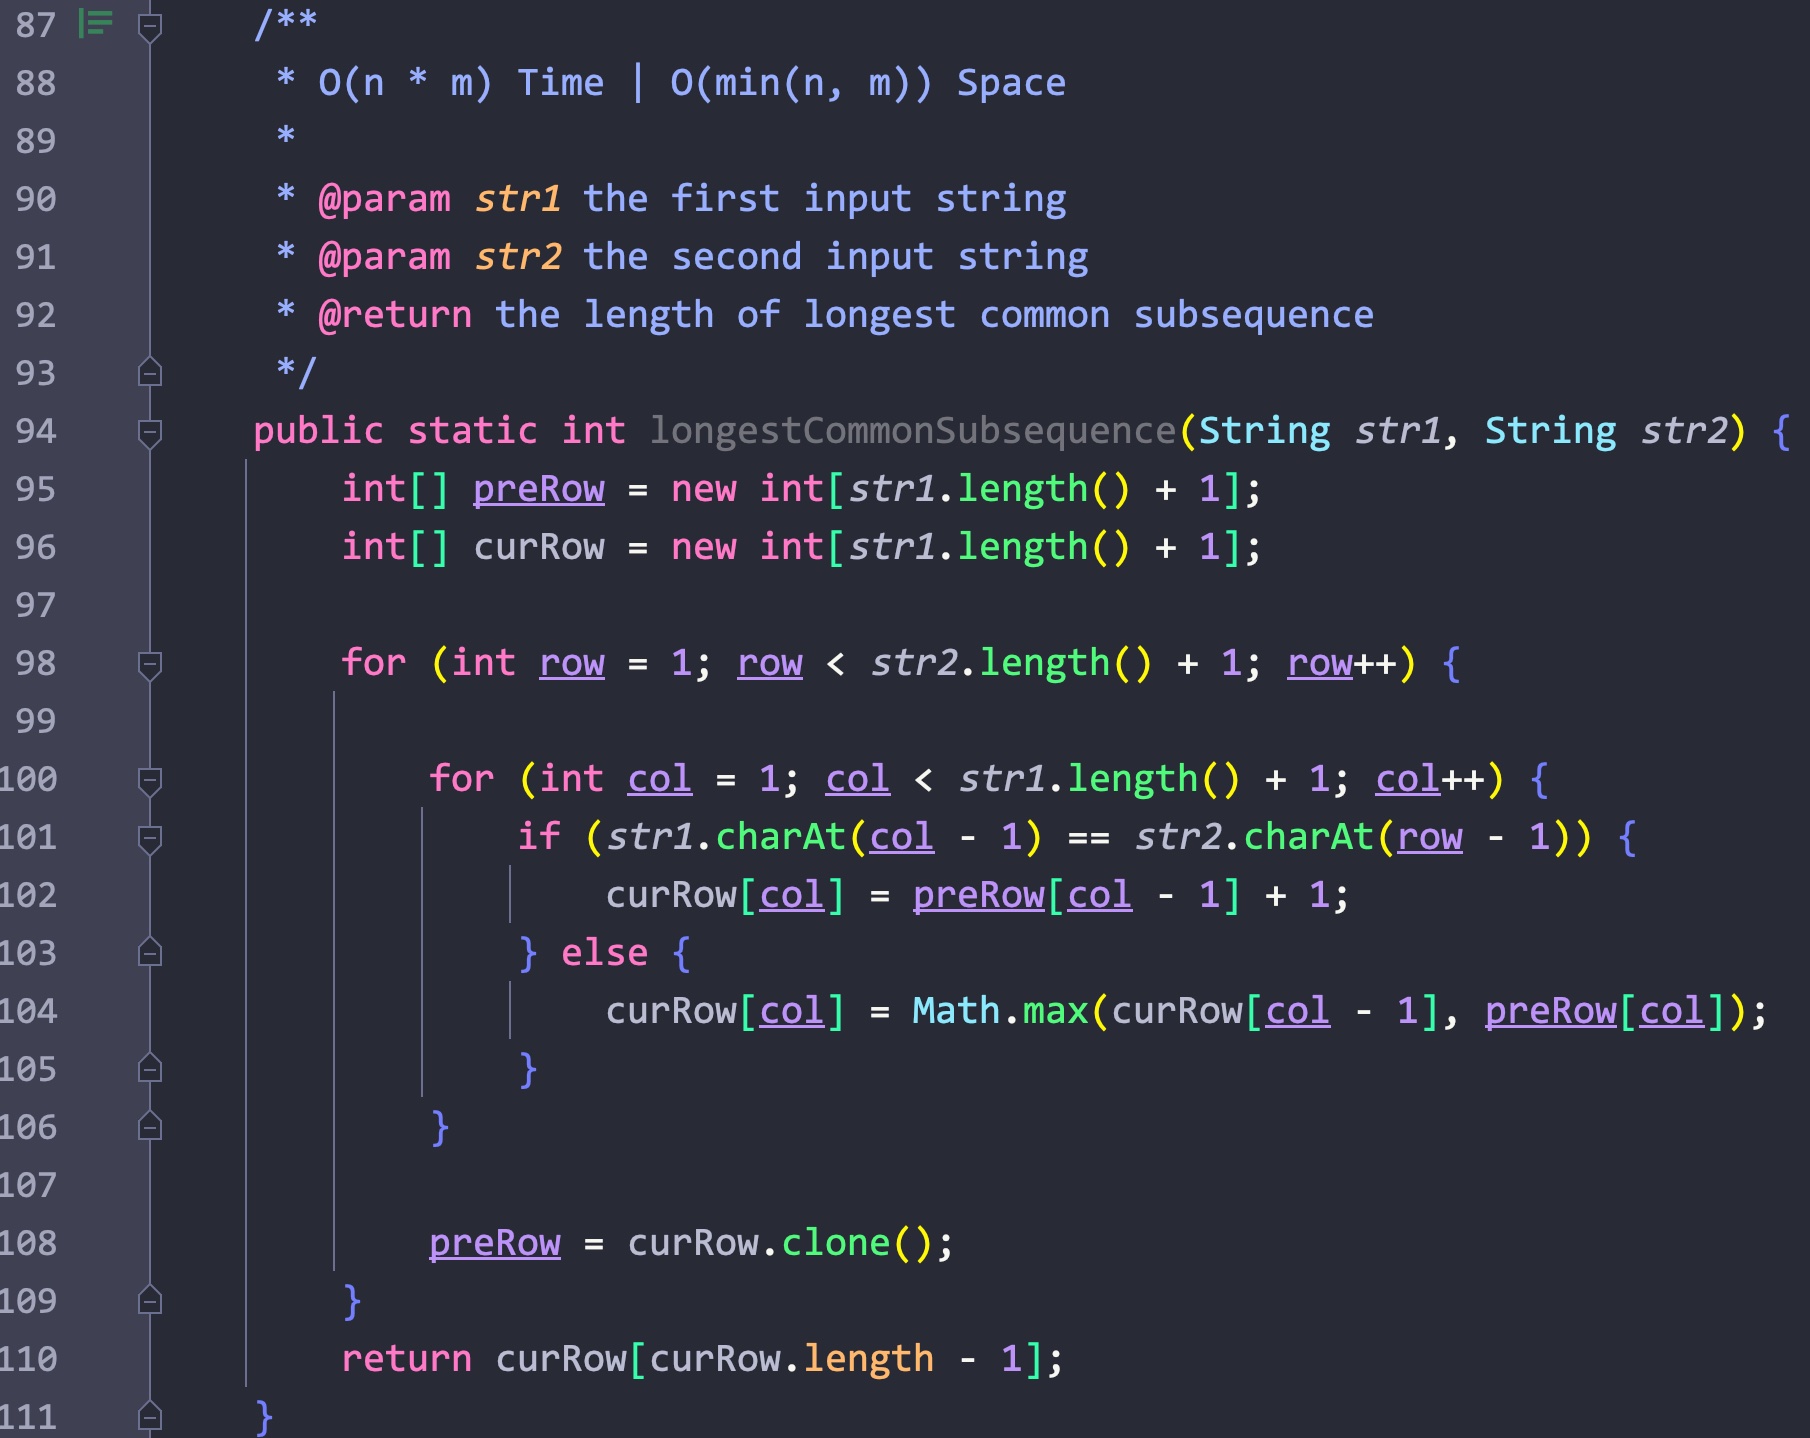 87 /**
88 * O(n * m) Time | O(min(n, m)) Space
89 *
90 * @param str1 the first input string
91 * @param str2 the second input string
92 * @return the length of longest common subsequence
93 */
94 public static int longestCommonSubsequence(String str1, String str2) {
95 int[] preRow = new int[str1.length() + 1];
96 int[] curRow = new int[str1.length() + 1];
97
98 for (int row = 1; row < str2.length() + 1; row++) {
99
100 for (int col = 1; col < str1.length() + 1; col++) {
101 if (str1.charAt(col - 1) == str2.charAt(row - 1)) {
102 curRow[col] = preRow[col - 1] + 1;
103 } else {
104 curRow[col] = Math.max(curRow[col - 1], preRow[col]);
105 }
106 }
107
108 preRow = curRow.clone();
109 }
110 return curRow[curRow.length - 1];
111 }